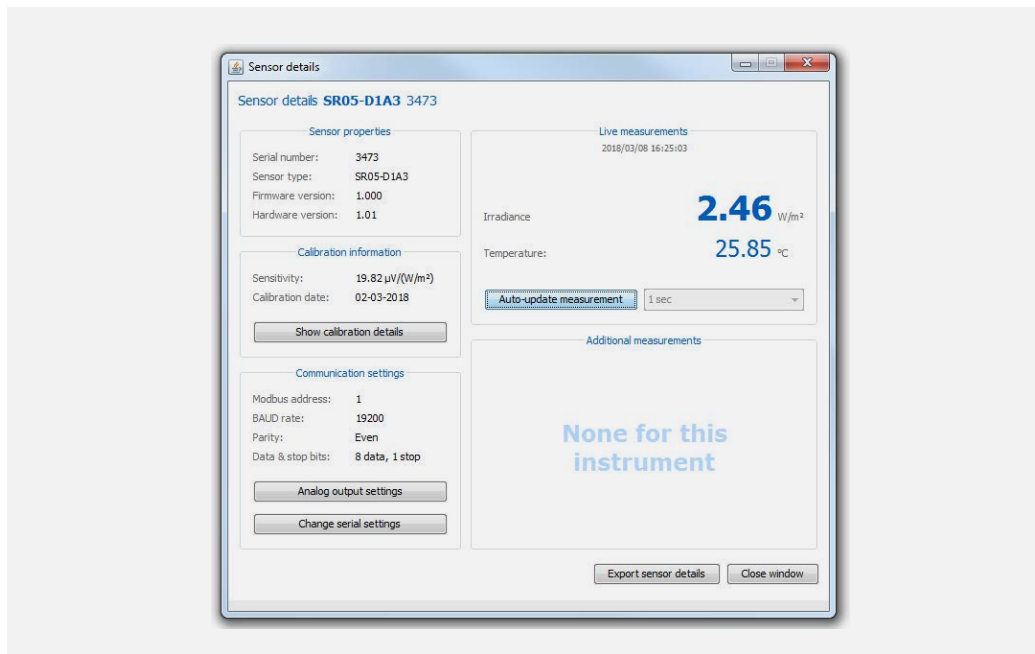 Sensor details
Sensor details SR05-D1A3 3473
Sensor properties
Serial number: 3473
Sensor type: SR05-D1A3
Firmware version: 1.000
Hardware version: 1.01
Calibration information
Sensitivity: 19.82 µV/(W/m²)
Calibration date: 02-03-2018
Show calibration details
Communication settings
Modbus address: 1
BAUD rate: 19200
Parity: Even
Data & stop bits: 8 data, 1 stop
Analog output settings
Change serial settings
Live measurements
2018/03/08 16:25:03
Irradiance 2.46 W/m²
Temperature: 25.85 °C
Auto-update measurement 1 sec
Additional measurements
None for this
instrument
Export sensor details Close window